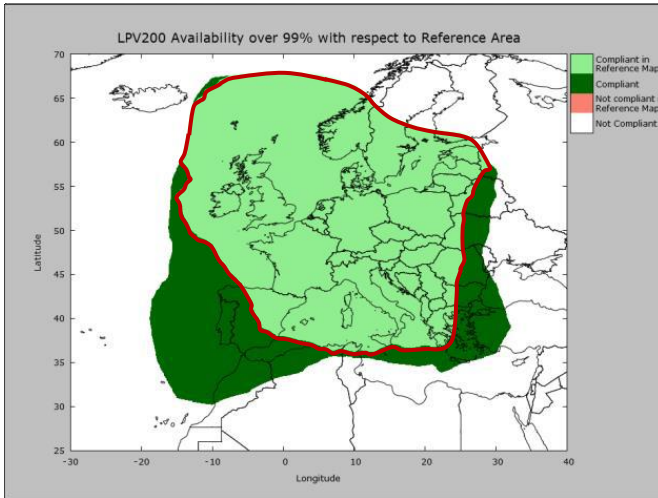 LPV200 Availability over 99% with respect to Reference Area
70
65
60
55
50
45
40
35
30
25
Latitude
-30
-20
-10
0
10
20
30
40
Longitude
Compliant in
Reference Map
Compliant
Not compliant
Reference Map
Not Compliant